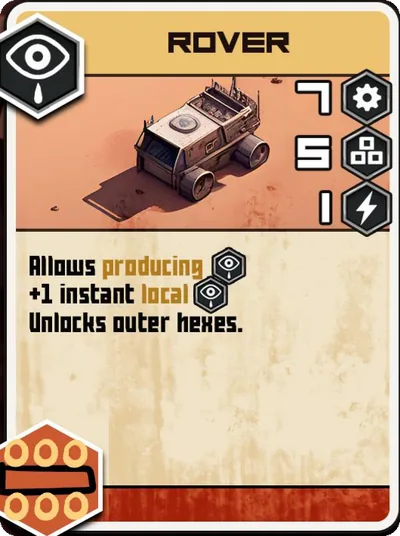 ROVER
7
5
1
Allows producing
+1 instant local
Unlocks outer hexes.